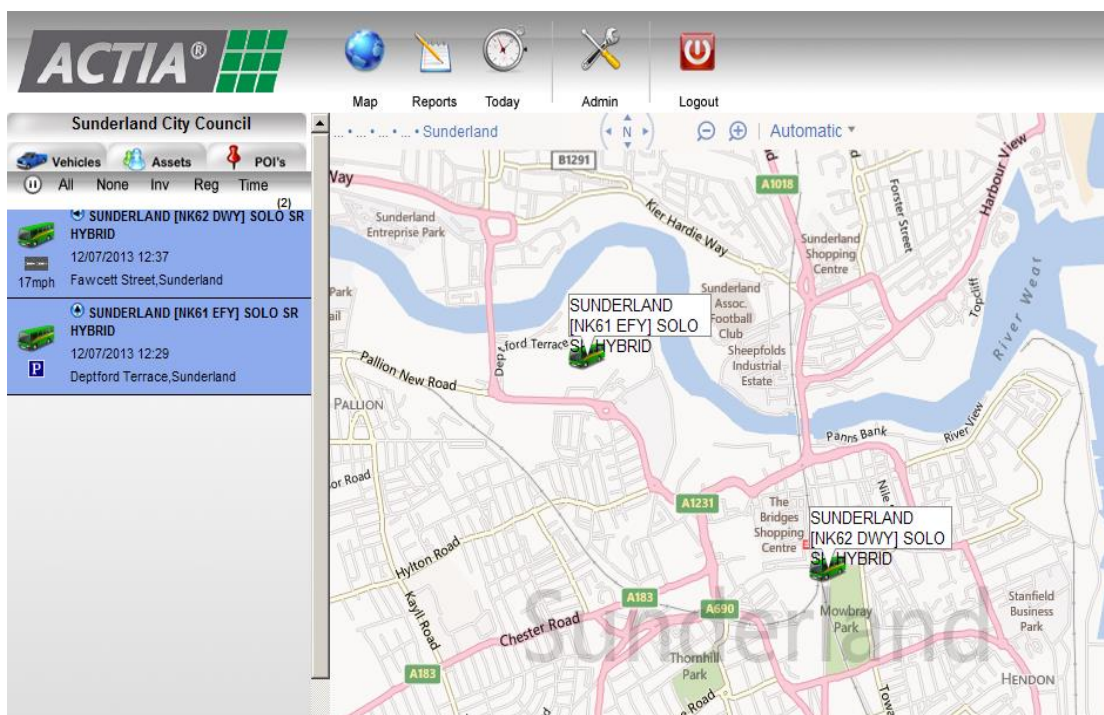 ACTIA®
Map
Reports
Today
Admin
Logout
Sunderland City Council
Vehicles
Assets
POI's
All
None
Inv
Reg
Time
(2)
SUNDERLAND [NK62 DWY] SOLO SR
HYBRID
12/07/2013 12:37
17mph
Fawcett Street,Sunderland
SUNDERLAND [NK61 EFY] SOLO SR
HYBRID
12/07/2013 12:29
P
Deptford Terrace,Sunderland
... • ... • ... • ... • Sunderland
N
Automatic
Way
B1291
A1018
Harbour View
Forster Street
Kier Hardie Way
Sunderland
Entreprise Park
Sunderland
Shopping
Centre
Park
Sunderland
Assoc.
Football
Club
SUNDERLAND
[NK61 EFY] SOLO
HYBRID
Deptford Terrace
Sheepfolds
Industrial
Estate
Topcliff
River Wear
Pallion New Road
PALLION
Panns Bank
River View
or Road
A1231
The
Bridges
Shopping
Centre
Nile
SUNDERLAND
[NK62 DWY] SOLO
HYBRID
Hylton Road
Kayll Road
A183
A690
Chester Road
Mowbray
Park
Stanfield
Business
Park
Sunderland
A183
Thornhill
Park
HENDON
Road